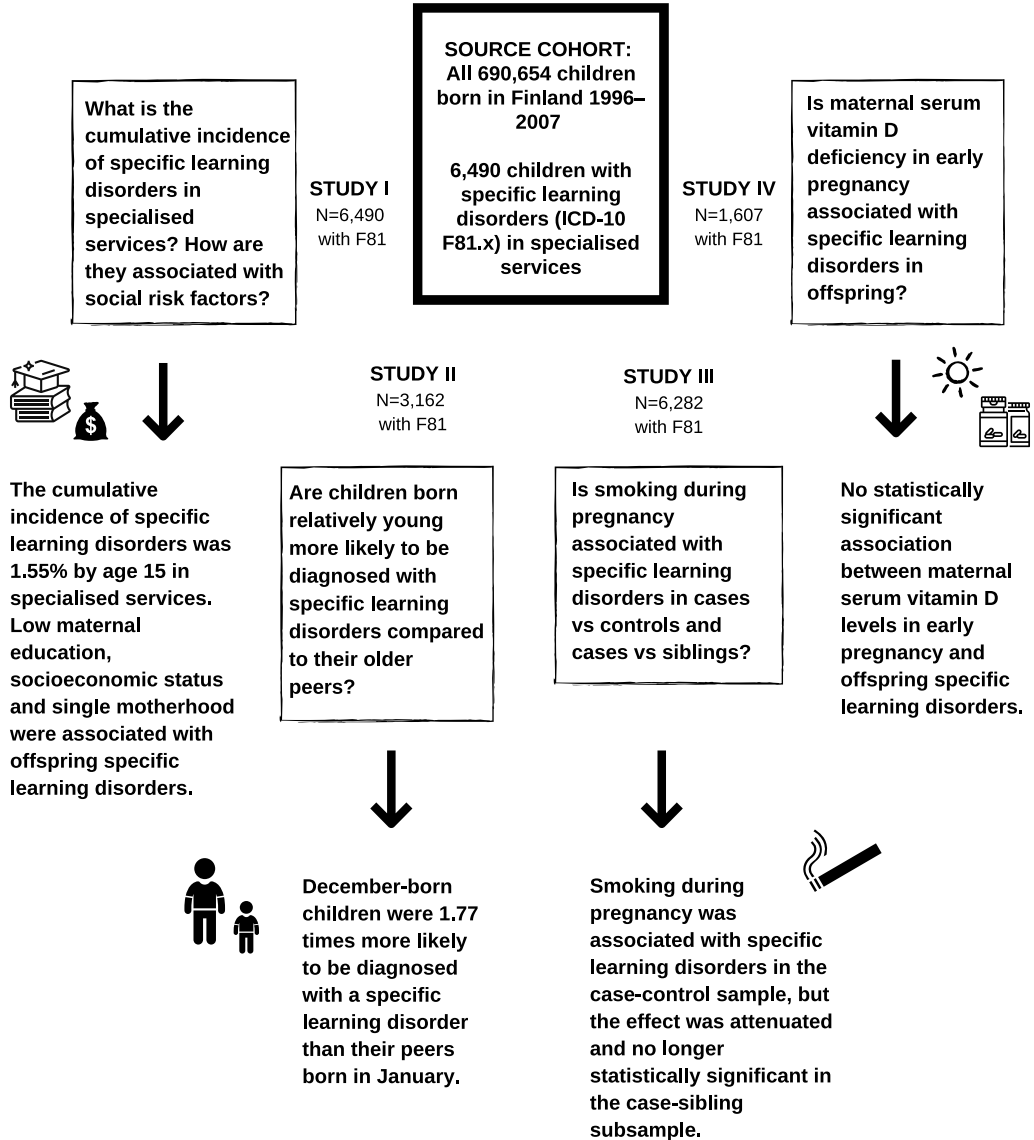 SOURCE COHORT:
All 690,654 children
born in Finland 1996–
2007
6,490 children with
specific learning
disorders (ICD-10
F81.x) in specialised
services
What is the
cumulative incidence
of specific learning
disorders in
specialised
services? How are
they associated with
social risk factors?
STUDY I
N=6,490
with F81
STUDY IV
N=1,607
with F81
Is maternal serum
vitamin D
deficiency in early
pregnancy
associated with
specific learning
disorders in
offspring?
$
STUDY II
N=3,162
with F81
STUDY III
N=6,282
with F81
The cumulative
incidence of specific
learning disorders was
1.55% by age 15 in
specialised services.
Low maternal
education,
socioeconomic status
and single motherhood
were associated with
offspring specific
learning disorders.
Are children born
relatively young
more likely to be
diagnosed with
specific learning
disorders compared
to their older
peers?
Is smoking during
pregnancy
associated with
specific learning
disorders in cases
vs controls and
cases vs siblings?
No statistically
significant
association
between maternal
serum vitamin D
levels in early
pregnancy and
offspring specific
learning disorders.
December-born
children were 1.77
times more likely
to be diagnosed
with a specific
learning disorder
than their peers
born in January.
Smoking during
pregnancy was
associated with specific
learning disorders in the
case-control sample, but
the effect was attenuated
and no longer
statistically significant in
the case-sibling
subsample.